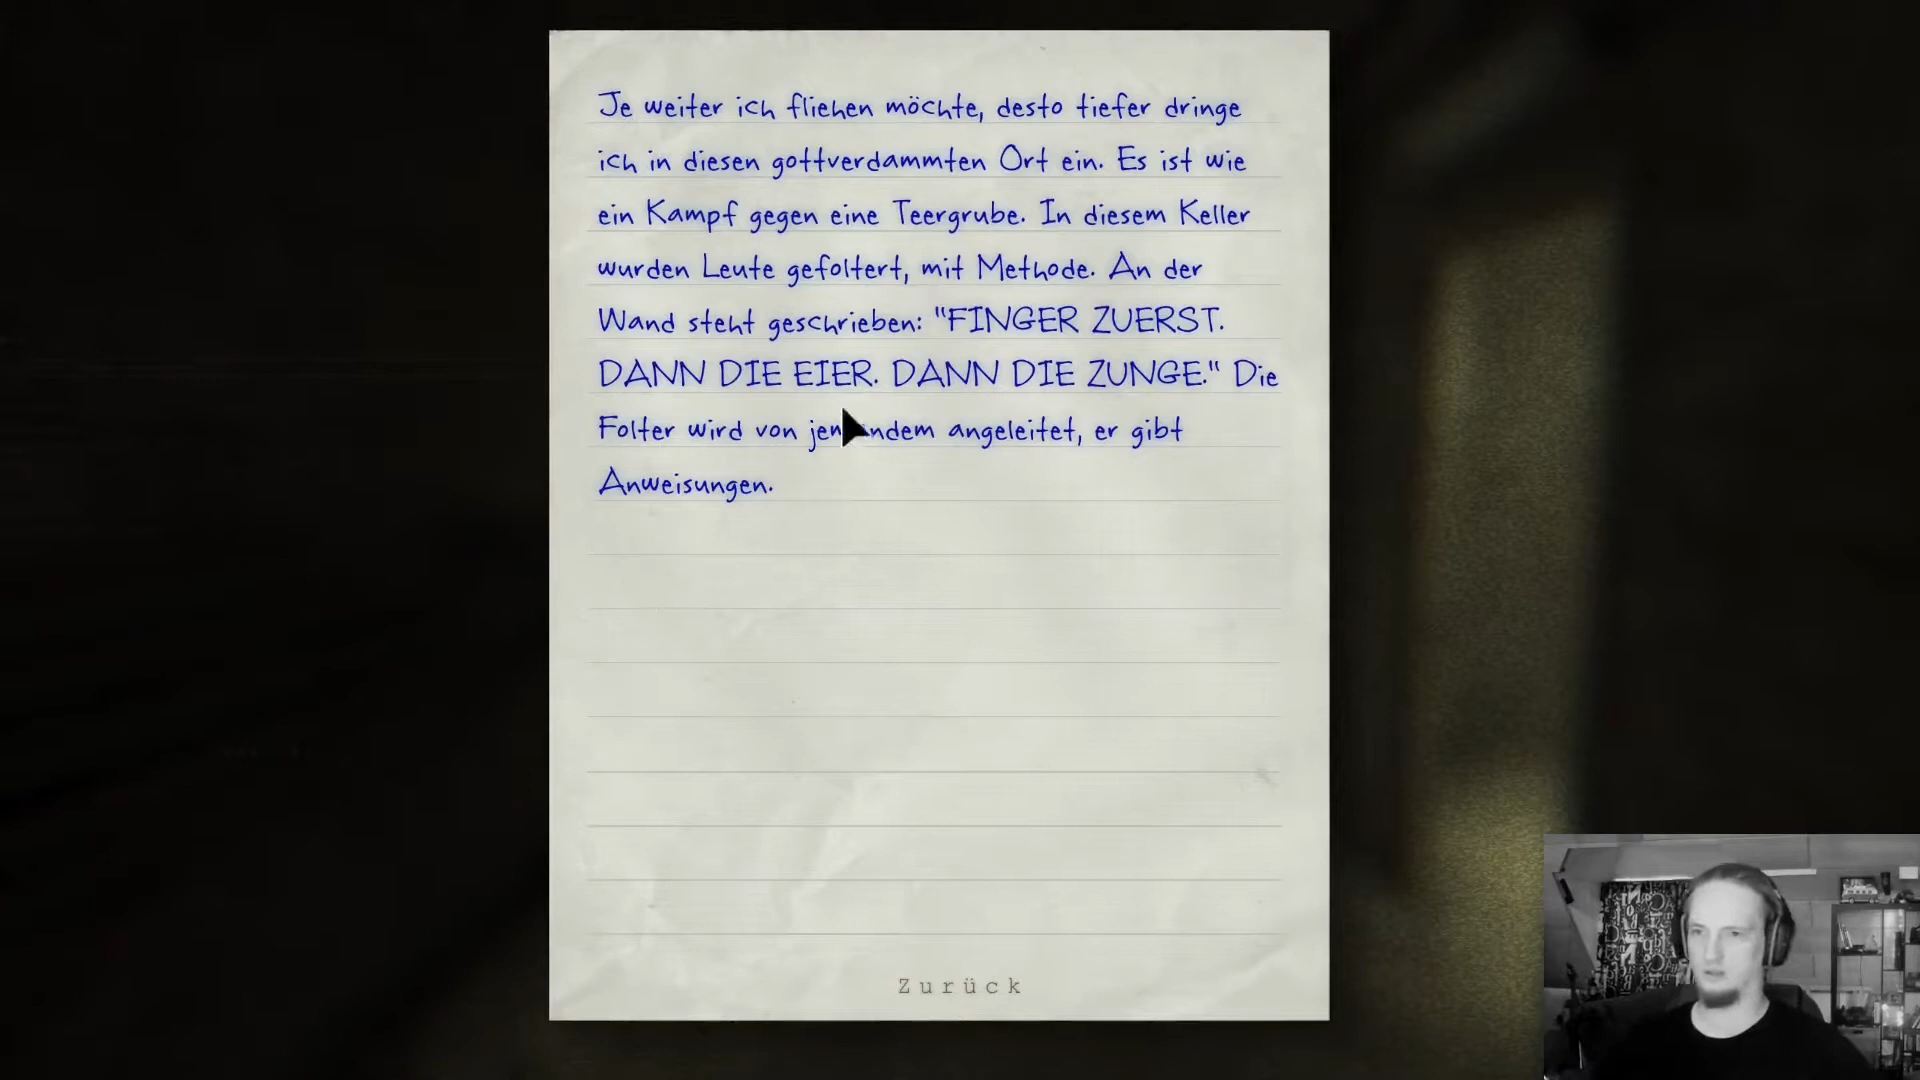 Je weiter ich fliehen möchte, desto tiefer dringe
ich in diesen gottverdammten Ort ein. Es ist wie
ein Kampf gegen eine Teergrube. In diesem Keller
wurden Leute gefoltert, mit Methode. An der
Wand steht geschrieben: "FINGER ZUERST.
DANN DIE EIER. DANN DIE ZUNGE." Die
Folter wird von jemandem angeleitet, er gibt
Anweisungen.
Zurück